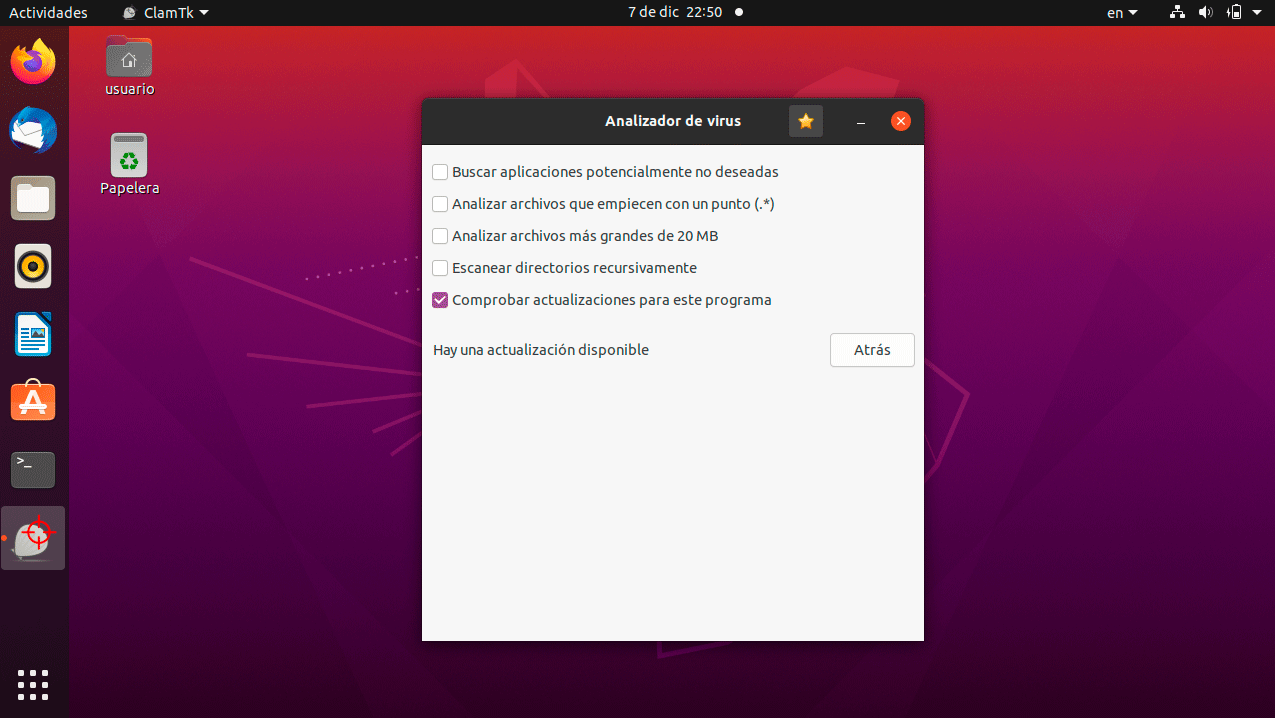 Actividades
ClamTk
7 de dic 22:50
en
usuario
Papelera
Analizador de virus
Buscar aplicaciones potencialmente no deseadas
Analizar archivos que empiecen con un punto (.*)
Analizar archivos más grandes de 20 MB
Escanear directorios recursivamente
Comprobar actualizaciones para este programa
Hay una actualización disponible
Atrás
>_